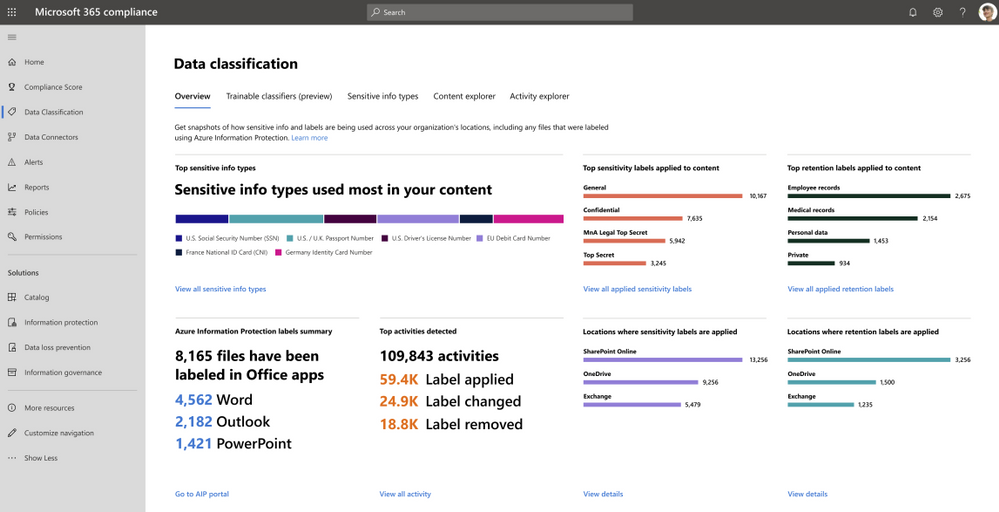 Microsoft 365 compliance
Search
?
Home
Compliance Score
Data Classification
Data Connectors
Alerts
Reports
Policies
Permissions
Solutions
Catalog
Information protection
Data loss prevention
Information governance
More resources
Customize navigation
Show Less
Data classification
Overview Trainable classifiers (preview) Sensitive info types Content explorer Activity explorer
Get snapshots of how sensitive info and labels are being used across your organization's locations, including any files that were labeled
using Azure Information Protection. Learn more
Top sensitive info types
Sensitive info types used most in your content
U.S. Social Security Number (SSN) U.S. / U.K. Passport Number U.S. Driver's License Number EU Debit Card Number
France National ID Card (CNI) Germany Identity Card Number
View all sensitive info types
Top sensitivity labels applied to content
General
10,167
Confidential
7,635
MnA Legal Top Secret
5,942
Top Secret
3,245
View all applied sensitivity labels
Top retention labels applied to content
Employee records
2,675
Medical records
2,154
Personal data
1,453
Private
934
View all applied retention labels
Azure Information Protection labels summary
8,165 files have been
labeled in Office apps
4,562 Word
2,182 Outlook
1,421 PowerPoint
Go to AIP portal
Top activities detected
109,843 activities
59.4K Label applied
24.9K Label changed
18.8K Label removed
View all activity
Locations where sensitivity labels are applied
SharePoint Online
13,256
OneDrive
9,256
Exchange
5,479
View details
Locations where retention labels are applied
SharePoint Online
3,256
OneDrive
1,500
Exchange
1,235
View details